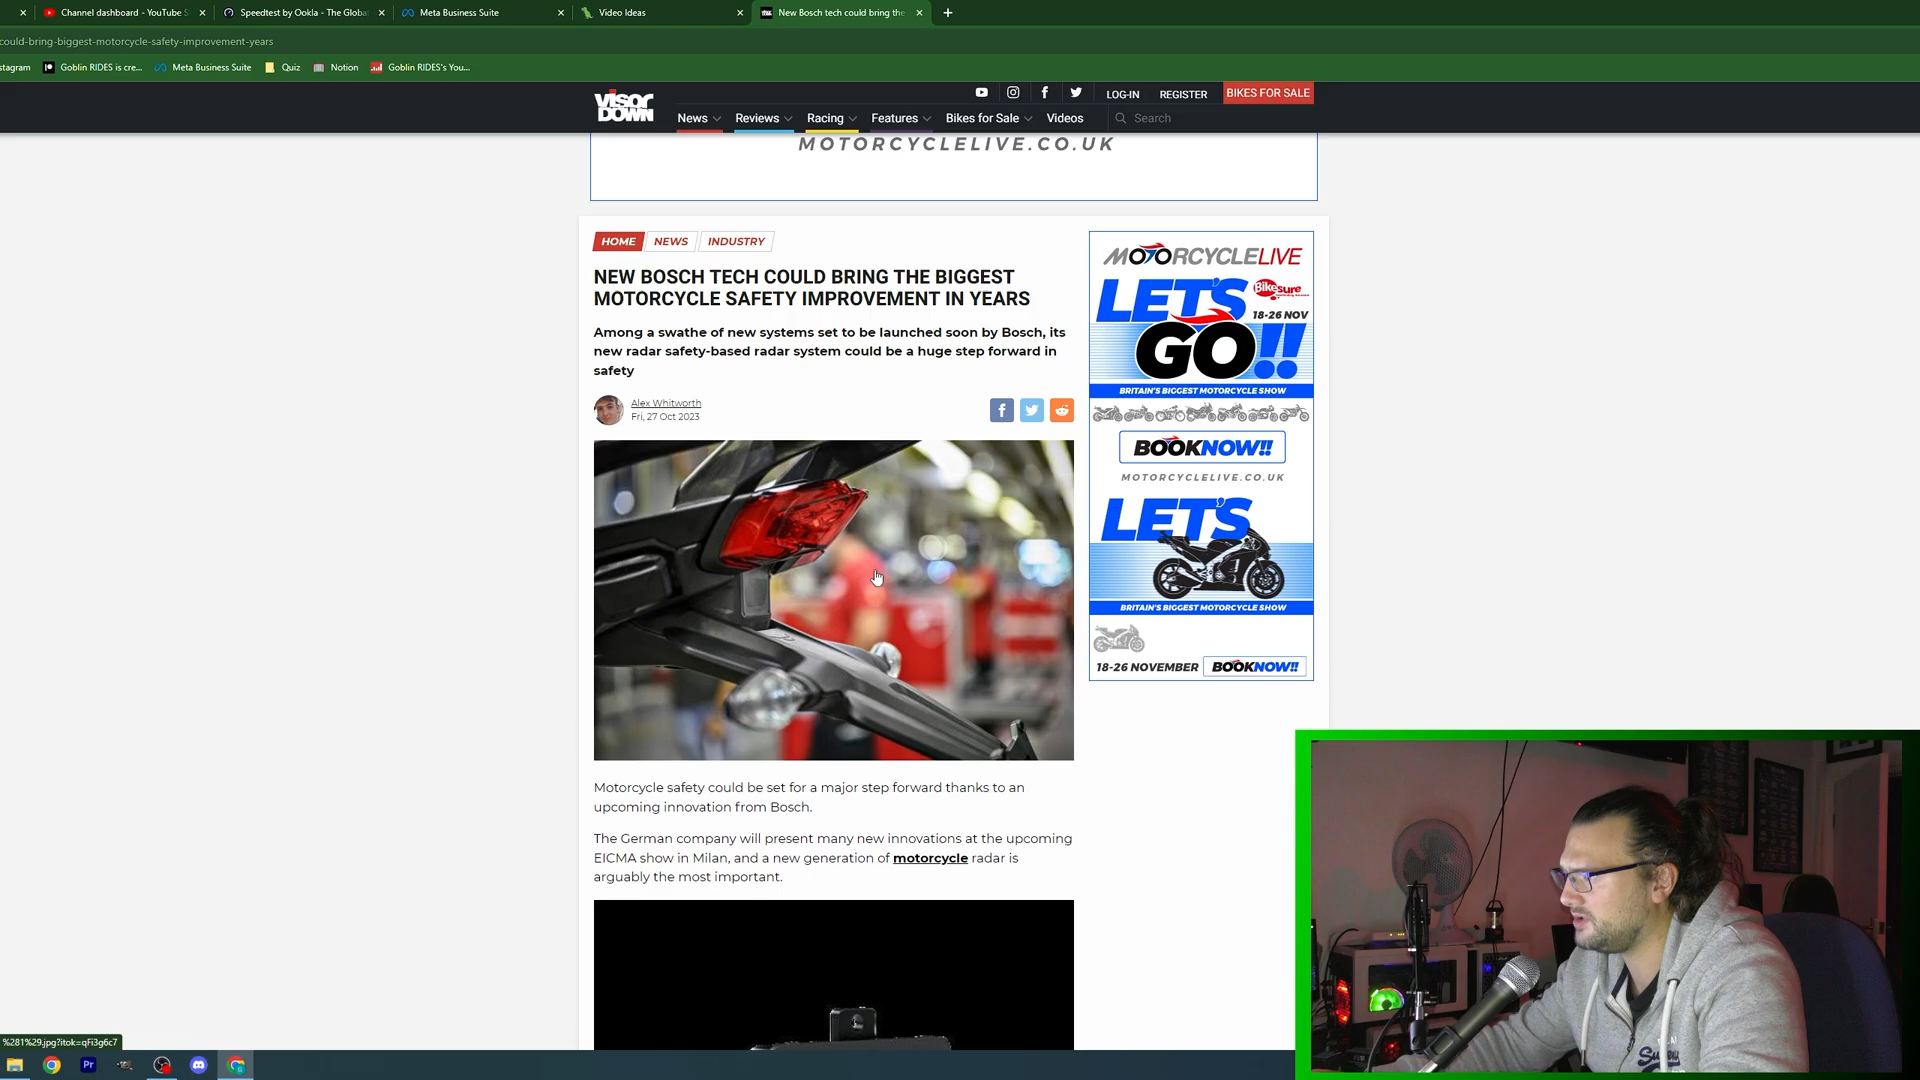 Channel dashboard - YouTube S
Speedtest by Ookla - The Globa
Meta Business Suite
Video Ideas
New Bosch tech could bring the
could-bring-biggest-motorcycle-safety-improvement-years
stagram
Goblin RIDES is cre...
Meta Business Suite
Quiz
Notion
Goblin RIDES's You...
VISOR DOWN
LOG-IN
REGISTER
BIKES FOR SALE
News
Reviews
Racing
Features
Bikes for Sale
Videos
Search
MOTORCYCLELIVE.CO.UK
HOME
NEWS
INDUSTRY
NEW BOSCH TECH COULD BRING THE BIGGEST
MOTORCYCLE SAFETY IMPROVEMENT IN YEARS
Among a swathe of new systems set to be launched soon by Bosch, its
new radar safety-based radar system could be a huge step forward in
safety
Alex Whitworth
Fri, 27 Oct 2023
MOTORCYCLELIVE
LET'S
BikeSure
18-26 NOV
GO!!
BRITAIN'S BIGGEST MOTORCYCLE SHOW
BOOKNOW!!
MOTORCYCLELIVE.CO.UK
LET'S
BRITAIN'S BIGGEST MOTORCYCLE SHOW
18-26 NOVEMBER
BOOKNOW!!
Motorcycle safety could be set for a major step forward thanks to an
upcoming innovation from Bosch.
The German company will present many new innovations at the upcoming
EICMA show in Milan, and a new generation of motorcycle radar is
arguably the most important.
%281%29.jpg?itok=qFi3g6c7
Pr